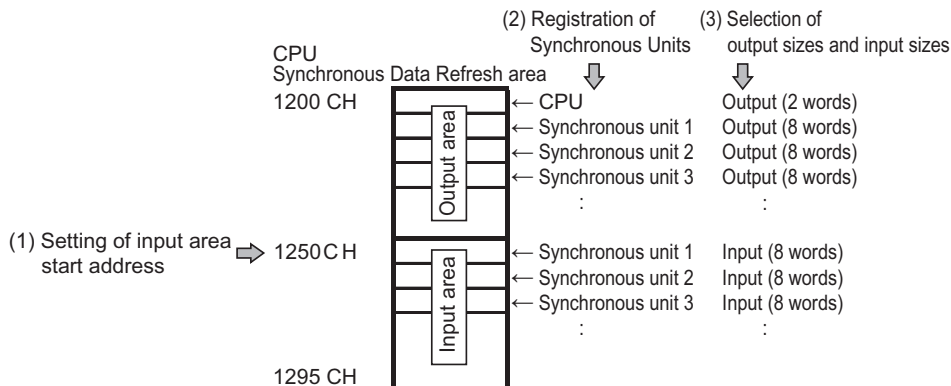 (2) Registration of
Synchronous Units
(3) Selection of
output sizes and input sizes
CPU
Synchronous Data Refresh area
1200 CH
← CPU
Output (2 words)
← Synchronous unit 1
Output (8 words)
← Synchronous unit 2
Output (8 words)
← Synchronous unit 3
Output (8 words)
:
:
Output area
(1) Setting of input area
start address
1250CH
← Synchronous unit 1
Input (8 words)
← Synchronous unit 2
Input (8 words)
← Synchronous unit 3
Input (8 words)
:
:
Input area
1295 CH